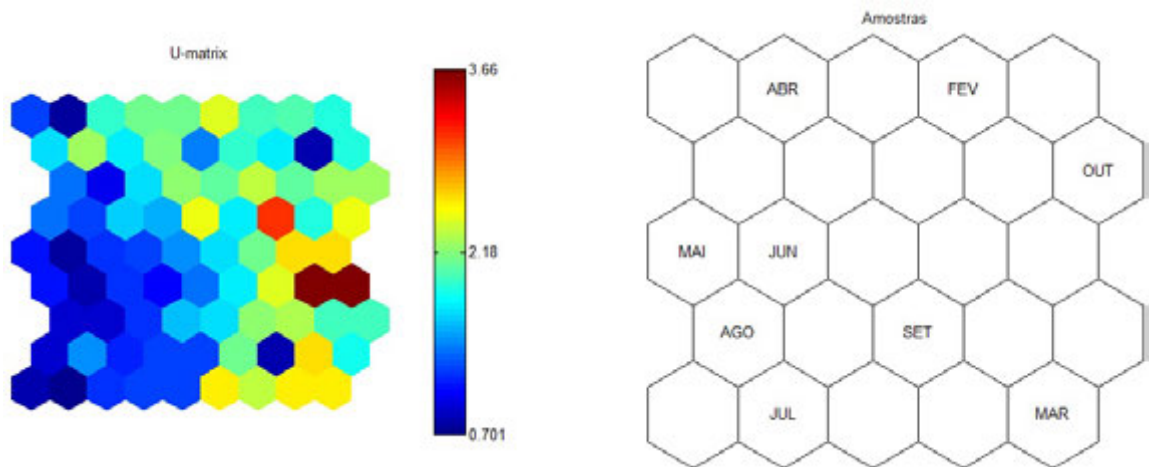 U-matrix
3.66
2.18
0.701
Amostras
ABR FEV
OUT
MAI JUN
AGO SET
JUL MAR